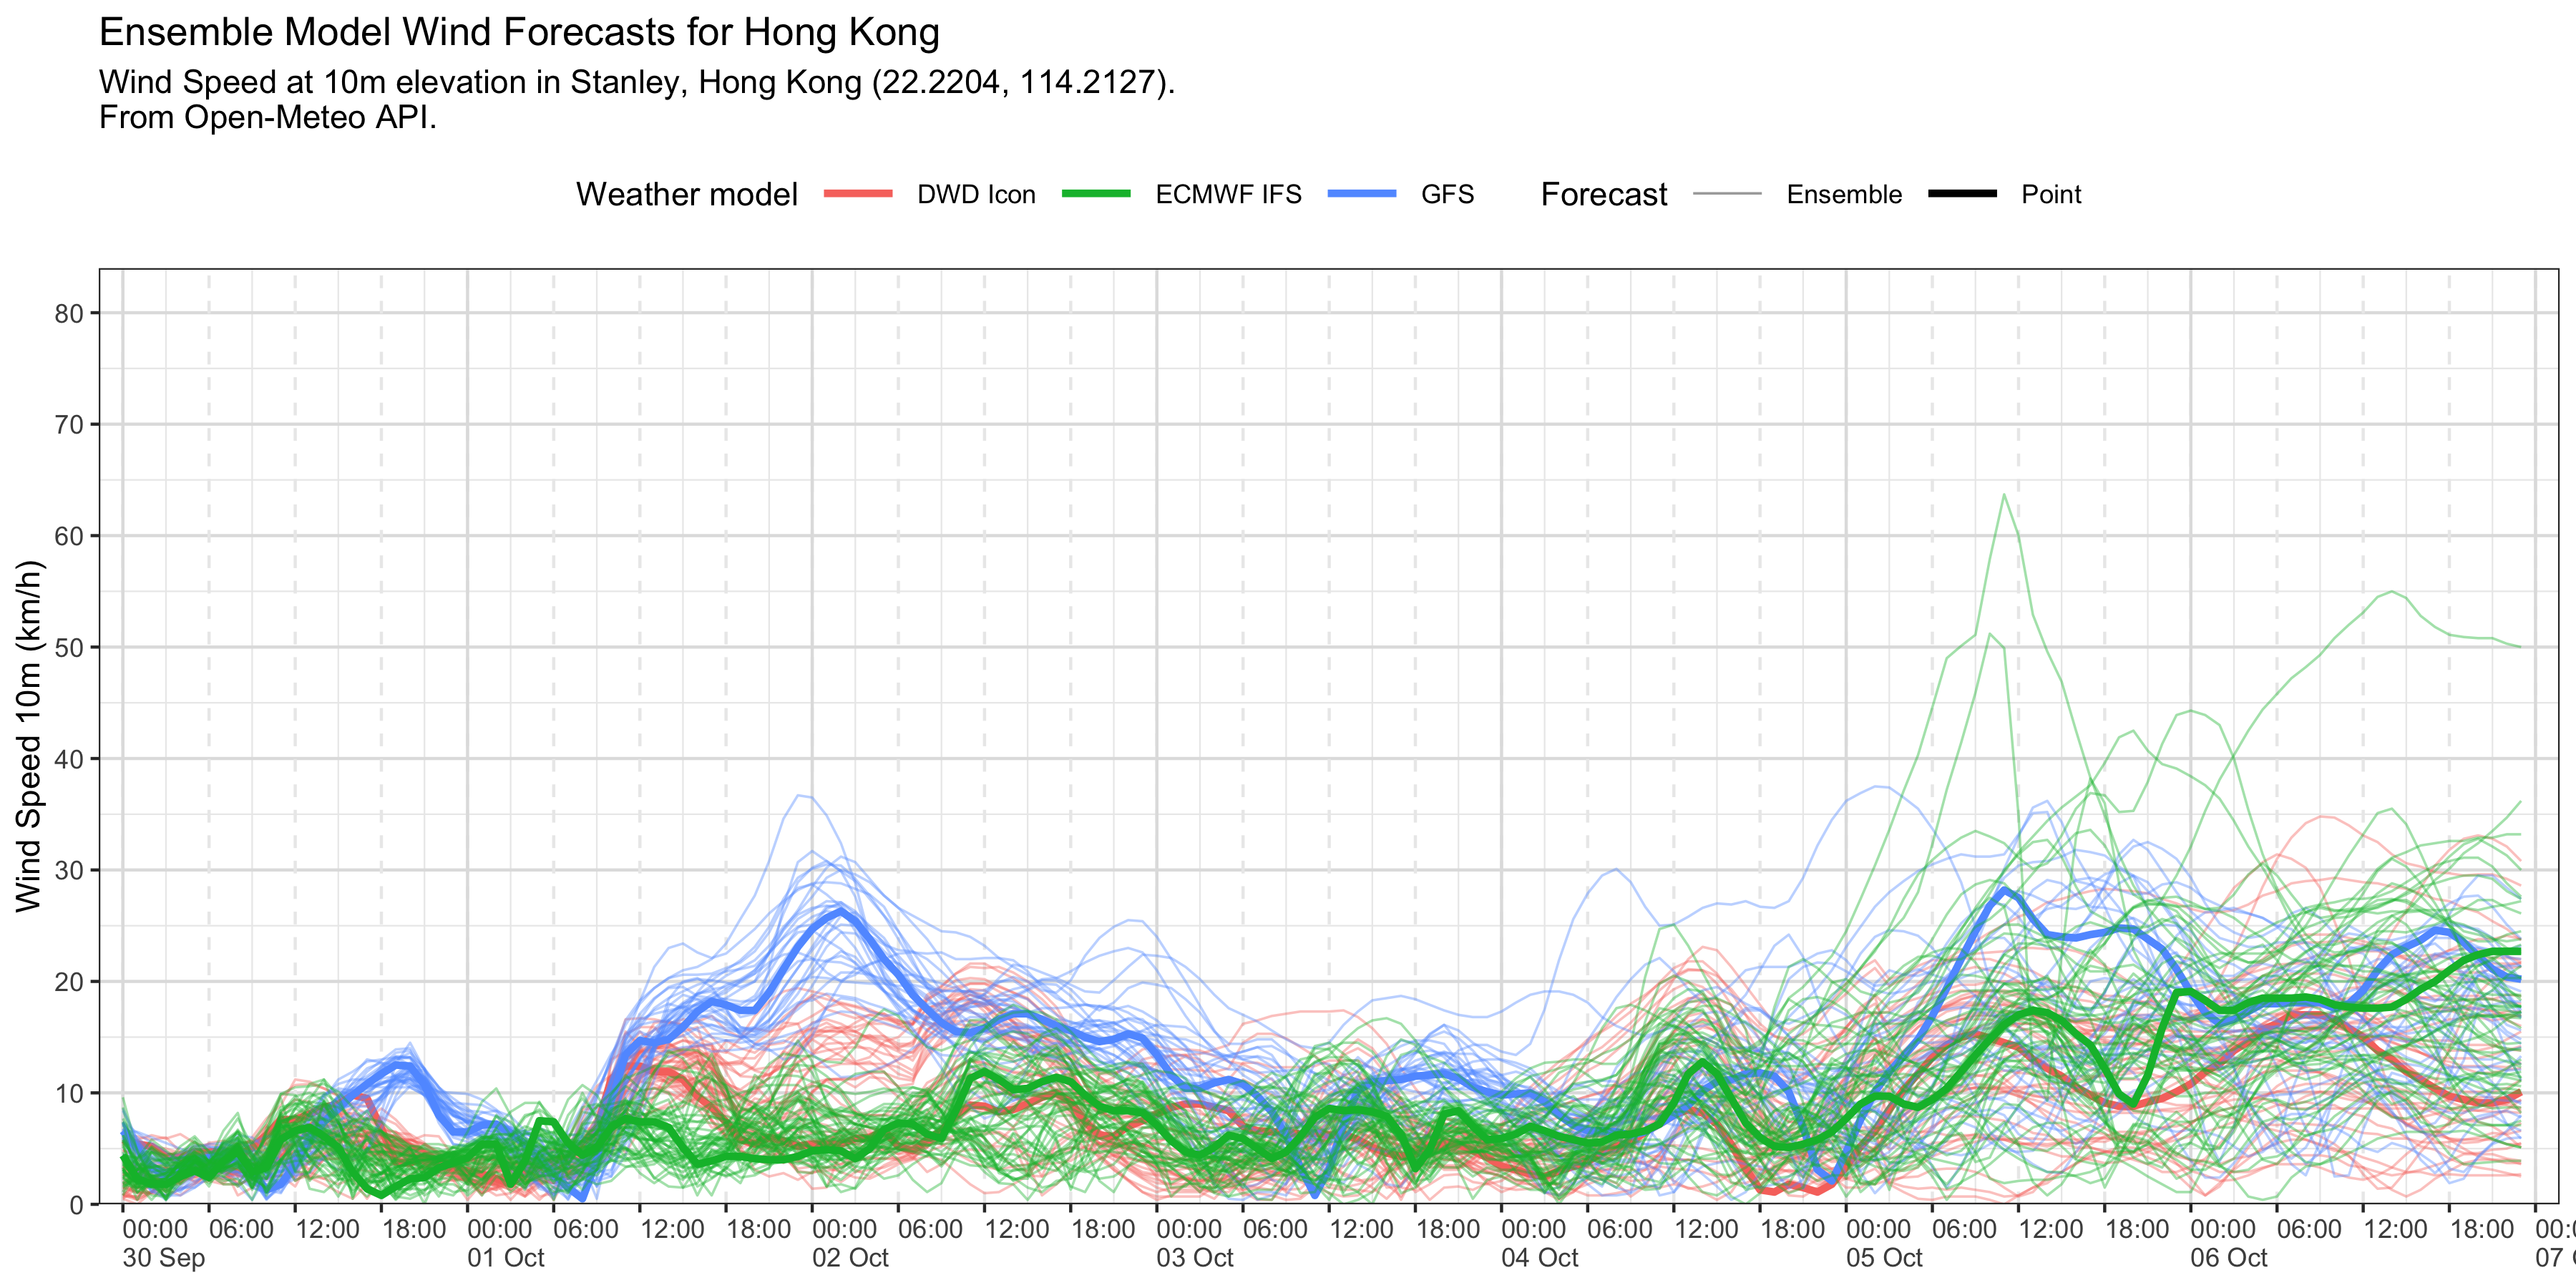 Ensemble Model Wind Forecasts for Hong Kong
Wind Speed at 10m elevation in Stanley, Hong Kong (22.2204, 114.2127).
From Open-Meteo API.
Weather model DWD Icon ECMWF IFS GFS Forecast Ensemble Point
Wind Speed 10m (km/h)
80
70
60
50
40
30
20
10
0
00:00 06:00 12:00 18:00 00:00 06:00 12:00 18:00 00:00 06:00 12:00 18:00 00:00 06:00 12:00 18:00 00:00 06:00 12:00 18:00 00:00 06:00 12:00 18:00 00:00 06:00 12:00 18:00
30 Sep 01 Oct 02 Oct 03 Oct 04 Oct 05 Oct 06 Oct 07